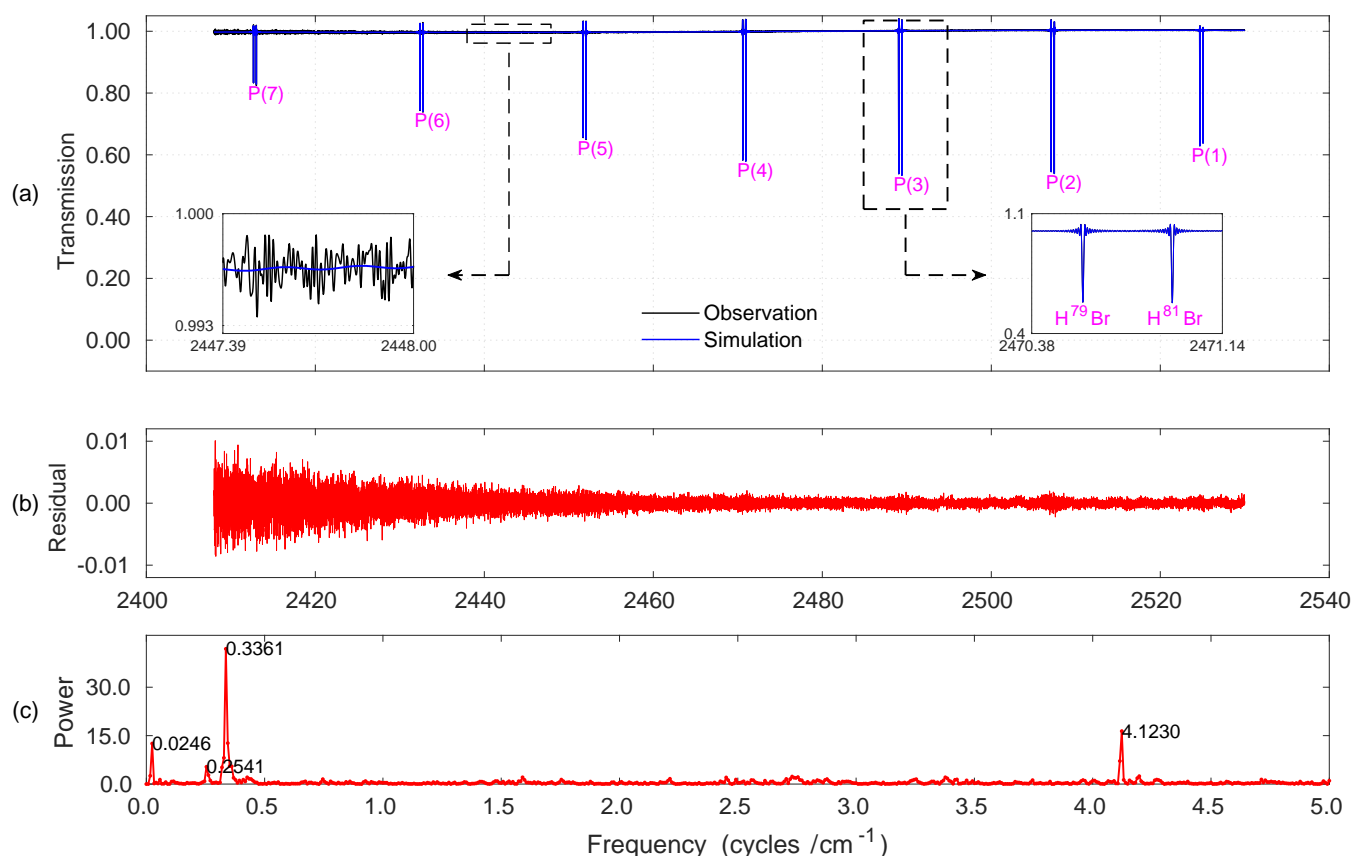 (a)
Transmission
1.00
0.80
0.60
0.40
0.20
0.00
P(7)
P(6)
P(5)
P(4)
P(3)
P(2)
P(1)
1.000
0.993
2447.39
2448.00
Observation
Simulation
1.1
0.4
H⁷⁹Br
H⁸¹Br
2470.38
2471.14
(b)
Residual
0.01
0.00
-0.01
2400
2420
2440
2460
2480
2500
2520
2540
(c)
Power
30.0
15.0
0.0
0.0246
0.2541
0.3361
4.1230
0.0
0.5
1.0
1.5
2.0
2.5
3.0
3.5
4.0
4.5
5.0
Frequency (cycles /cm⁻¹)